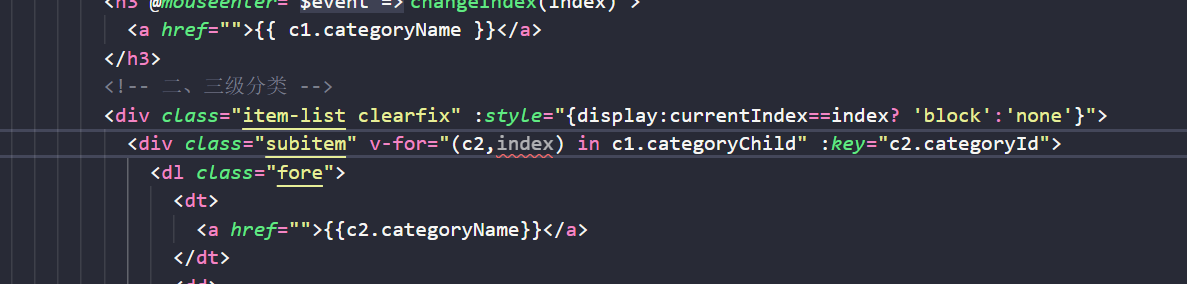 <h3 @mouseenter="$event => changeIndex(index)">
<a href="">{{ c1.categoryName }}</a>
</h3>
<!-- 二、三级分类 -->
<div class="item-list clearfix" :style="{display:currentIndex==index? 'block':'none'}">
<div class="subitem" v-for="(c2,index) in c1.categoryChild" :key="c2.categoryId">
<dl class="fore">
<dt>
<a href="">{{c2.categoryName}}</a>
</dt>
<dd>